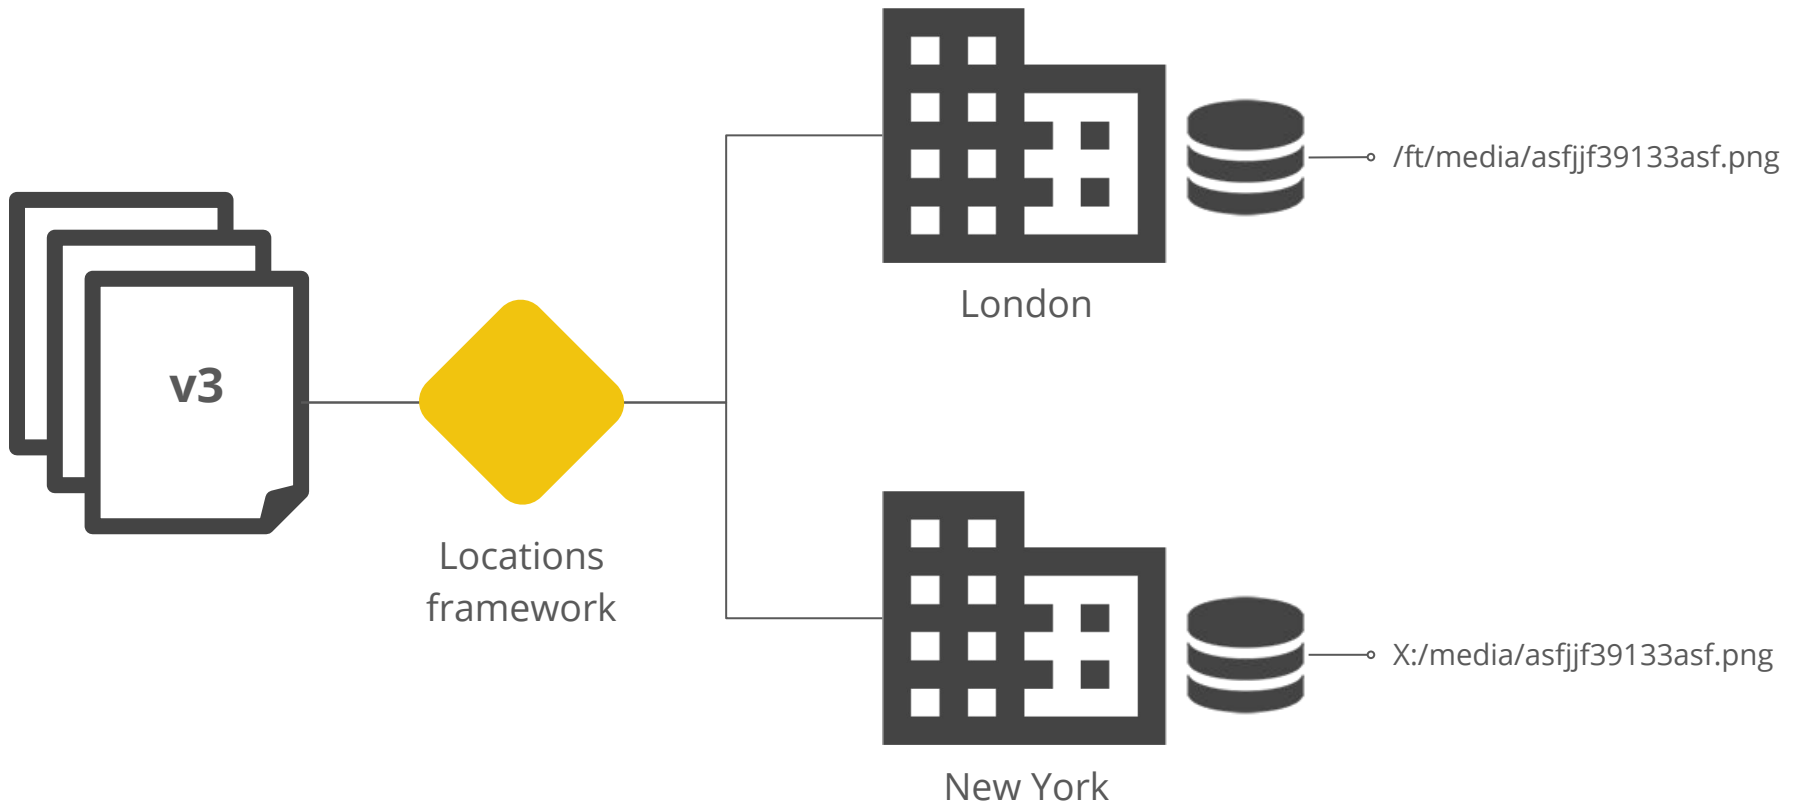 v3
Locations
framework
London
/ft/media/asfjjf39133asf.png
New York
X:/media/asfjjf39133asf.png